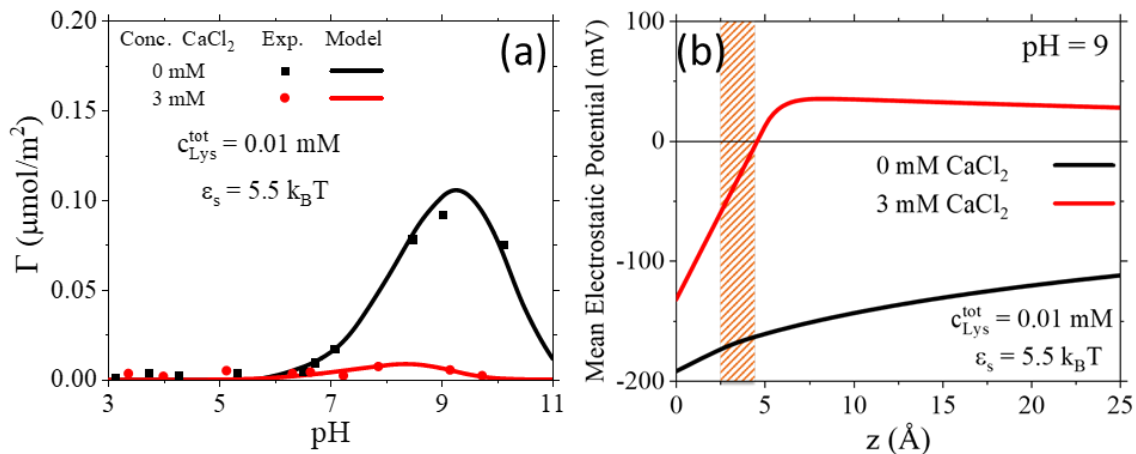 (a)
Conc. CaCl₂ Exp. Model
0 mM
3 mM
c_Lys^tot = 0.01 mM
ε_s = 5.5 k_BT
Γ (μmol/m²)
0.20
0.15
0.10
0.05
0.00
3 5 7 9 11
pH
(b)
pH = 9
0 mM CaCl₂
3 mM CaCl₂
c_Lys^tot = 0.01 mM
ε_s = 5.5 k_BT
Mean Electrostatic Potential (mV)
100
50
0
-100
-200
0 5 10 15 20 25
z (Å)